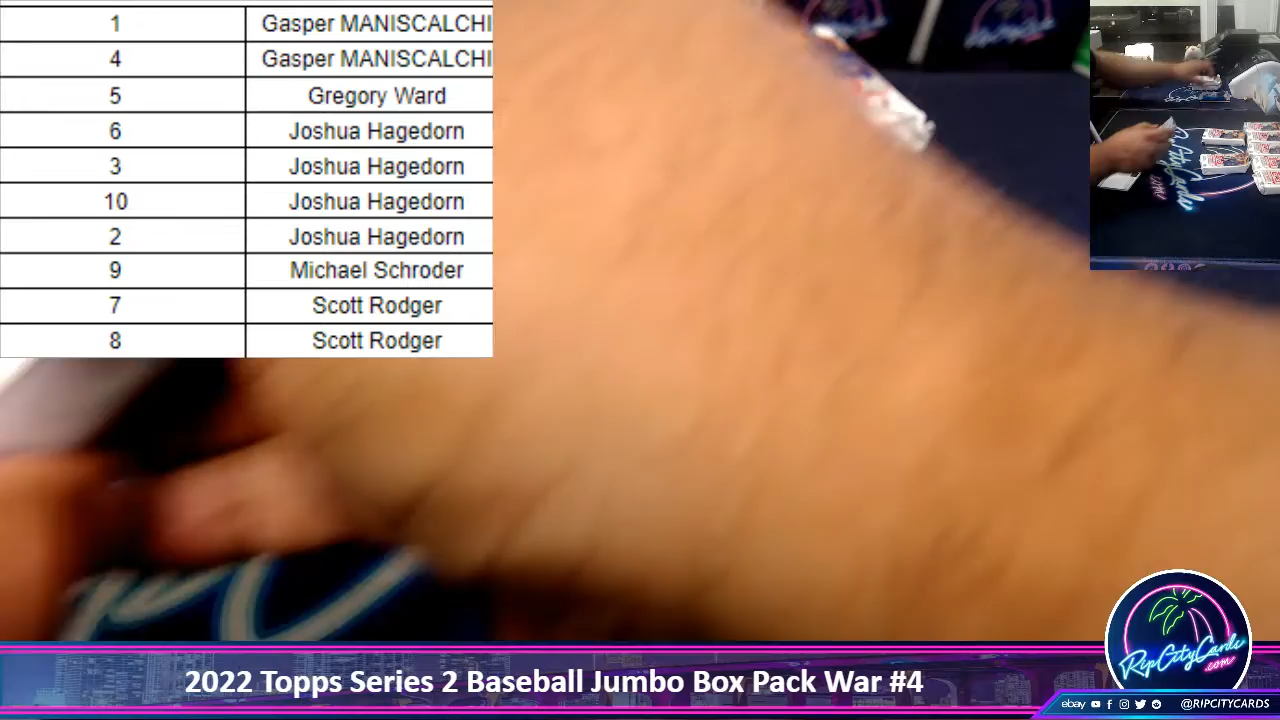 1 Gasper MANISCALCHI
4 Gasper MANISCALCHI
5 Gregory Ward
6 Joshua Hagedorn
3 Joshua Hagedorn
10 Joshua Hagedorn
2 Joshua Hagedorn
9 Michael Schroder
7 Scott Rodger
8 Scott Rodger
RipCityCards
.com
2022 Topps Series 2 Baseball Jumbo Box Pack War #4
ebay @RIPCITYCARDS